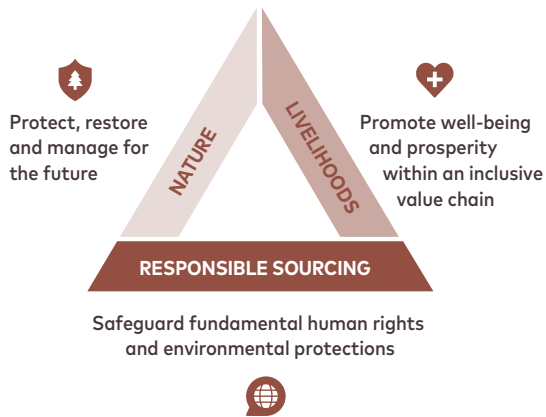 Protect, restore
and manage for
the future
NATURE
LIVELIHOODS
Promote well-being
and prosperity
within an inclusive
value chain
RESPONSIBLE SOURCING
Safeguard fundamental human rights
and environmental protections